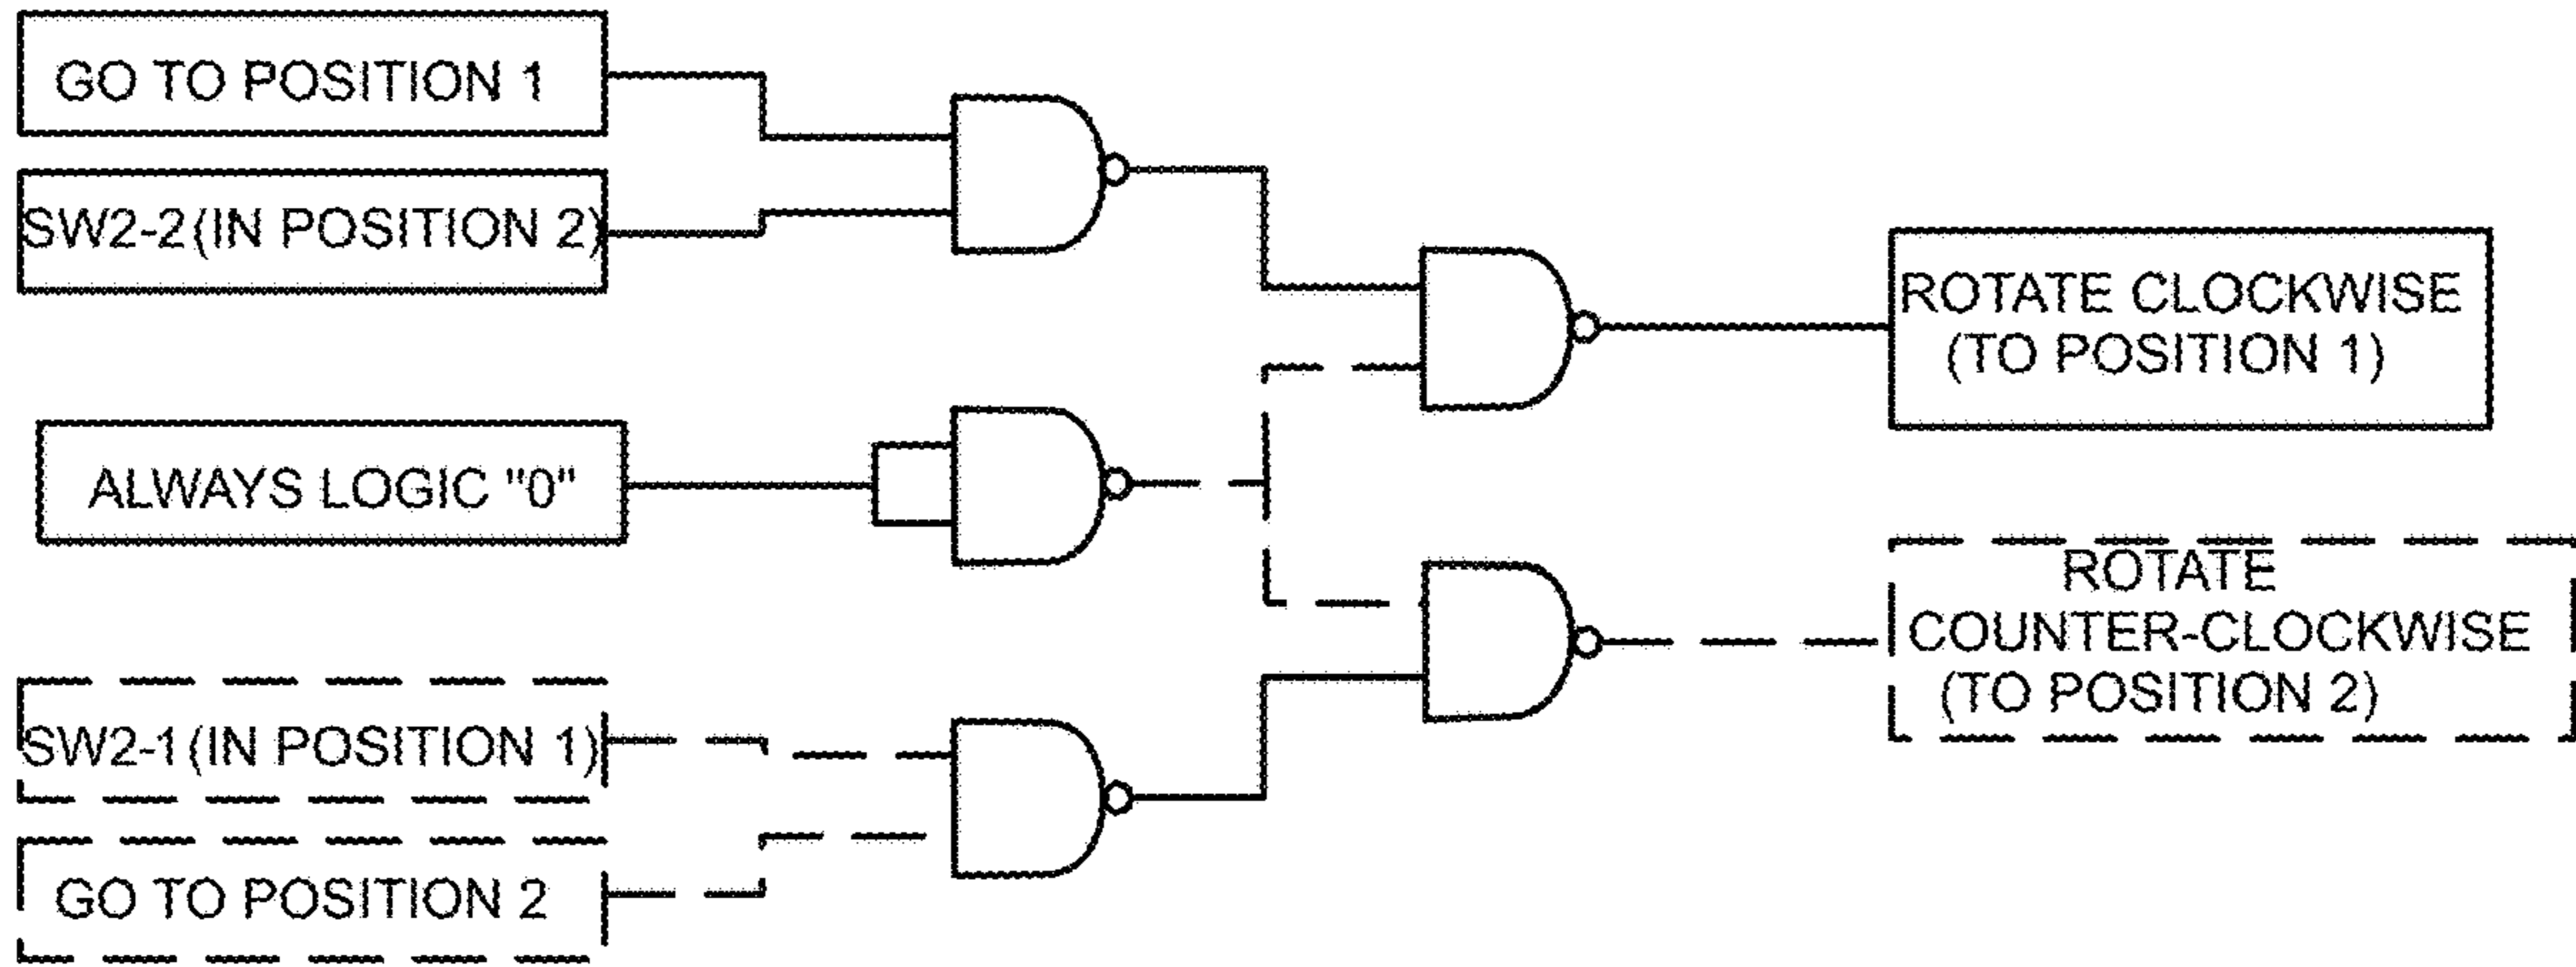 GO TO POSITION 1
SW2-2(IN POSITION 2)
ROTATE CLOCKWISE
(TO POSITION 1)
ALWAYS LOGIC "0"
ROTATE
COUNTER-CLOCKWISE
(TO POSITION 2)
SW2-1(IN POSITION 1)
GO TO POSITION 2